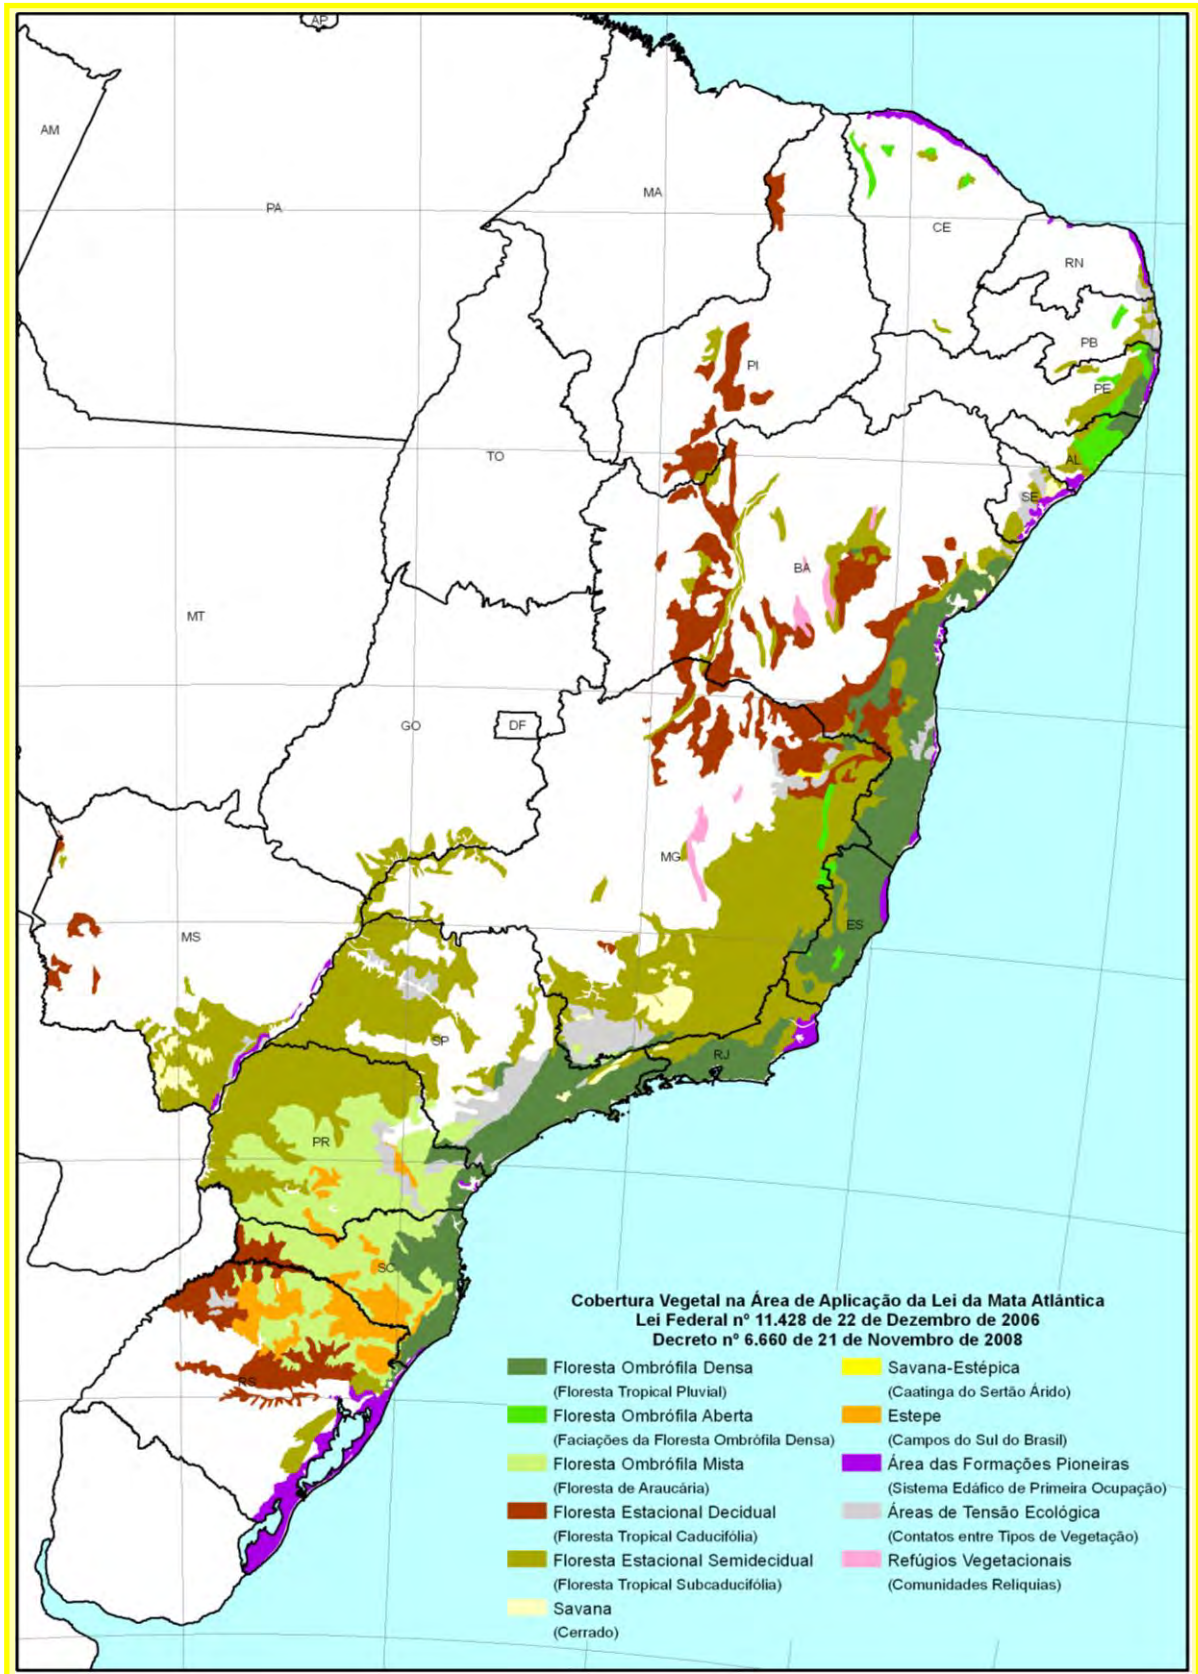 AP
AM
PA
MA
CE
RN
PB
PI
PE
TO
AL
SE
BA
MT
GO
DF
MG
MS
ES
SP
RJ
PR
SC
RS
Cobertura Vegetal na Área de Aplicação da Lei da Mata Atlántica
Lei Federal nº 11.428 de 22 de Dezembro de 2006
Decreto nº 6.660 de 21 de Novembro de 2008
Floresta Ombrófila Densa
(Floresta Tropical Pluvial)
Floresta Ombrófila Aberta
(Faciações da Floresta Ombrófila Densa)
Floresta Ombrófila Mista
(Floresta de Araucária)
Floresta Estacional Decidual
(Floresta Tropical Caducifólia)
Floresta Estacional Semidecidual
(Floresta Tropical Subcaducifólia)
Savana
(Cerrado)
Savana-Estépica
(Caatinga do Sertão Árido)
Estepe
(Campos do Sul do Brasil)
Área das Formações Pioneiras
(Sistema Edáfico de Primeira Ocupação)
Áreas de Tensão Ecológica
(Contatos entre Tipos de Vegetação)
Refúgios Vegetacionais
(Comunidades Reliquias)